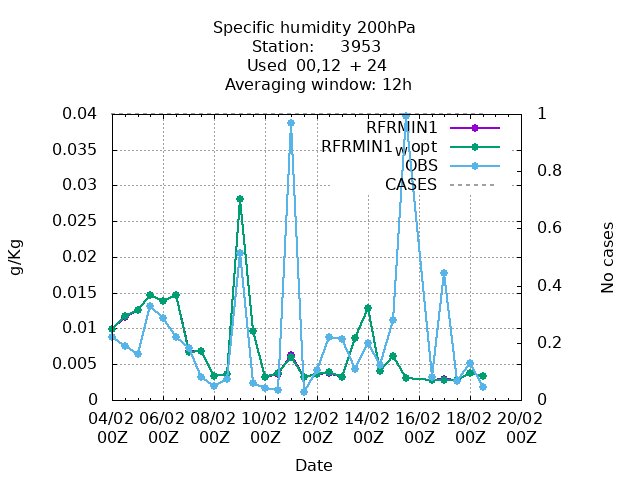 Specific humidity 200hPa
Station: 3953
Used 00,12 + 24
Averaging window: 12h
0.04
0.035
0.03
0.025
0.02
0.015
0.01
0.005
0
1
0.8
0.6
0.4
0.2
0
RFRMIN1
RFRMIN1wopt
OBS
CASES
g/Kg
No cases
04/02 06/02 08/02 10/02 12/02 14/02 16/02 18/02 20/02
00Z 00Z 00Z 00Z 00Z 00Z 00Z 00Z 00Z
Date